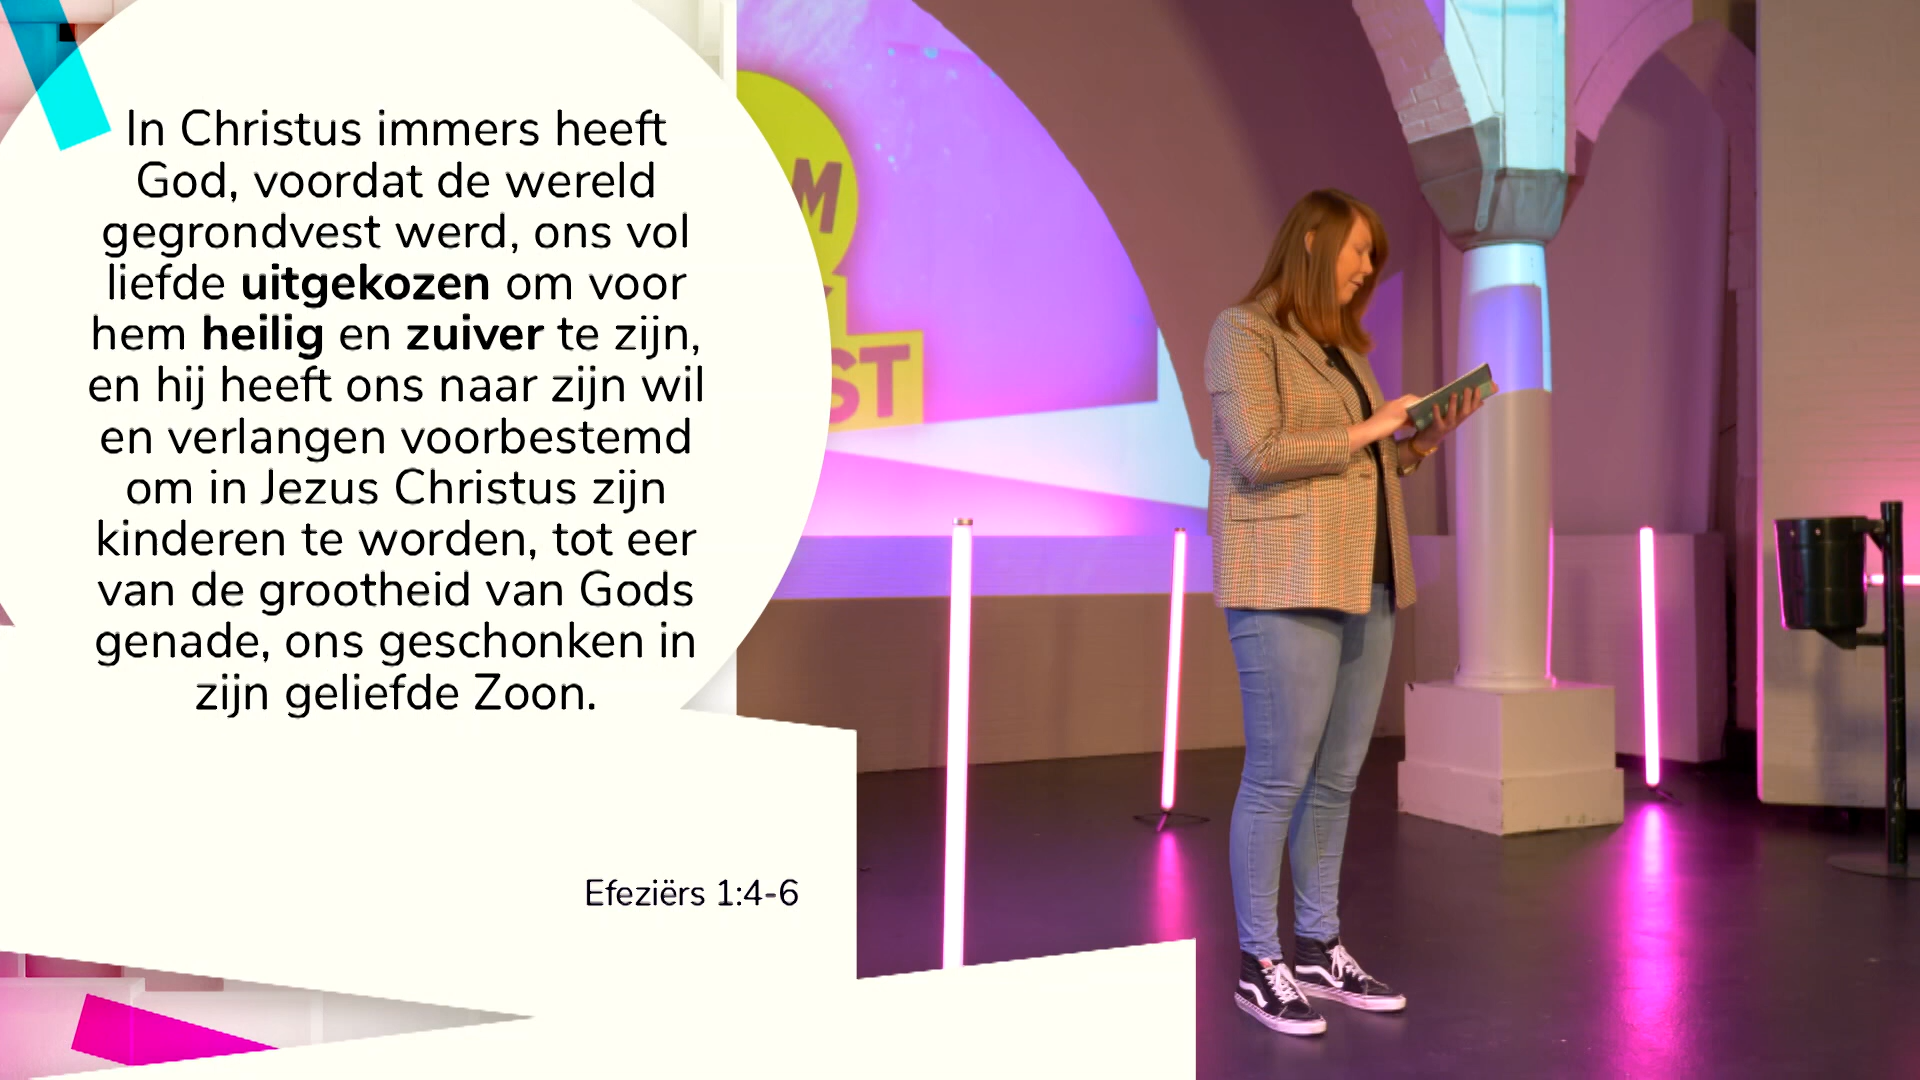 In Christus immers heeft
God, voordat de wereld
gegrondvest werd, ons vol
liefde uitgekozen om voor
hem heilig en zuiver te zijn,
en hij heeft ons naar zijn wil
en verlangen voorbestemd
om in Jezus Christus zijn
kinderen te worden, tot eer
van de grootheid van Gods
genade, ons geschonken in
zijn geliefde Zoon.
Efeziërs 1:4-6